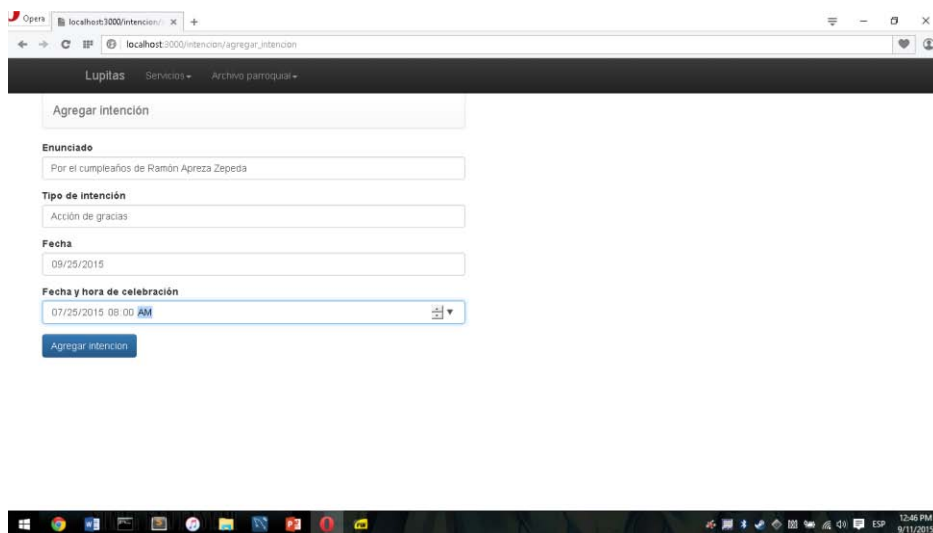 Opera
localhost:3000/intencion/
localhost:3000/intencion/agregar_intencion
Lupitas Servicios Archivo parroquial
Agregar intención
Enunciado
Por el cumpleaños de Ramón Apreza Zepeda
Tipo de intención
Acción de gracias
Fecha
09/25/2015
Fecha y hora de celebración
07/25/2015 08:00 AM
Agregar intencion
ESP
12:46 PM
9/11/2015